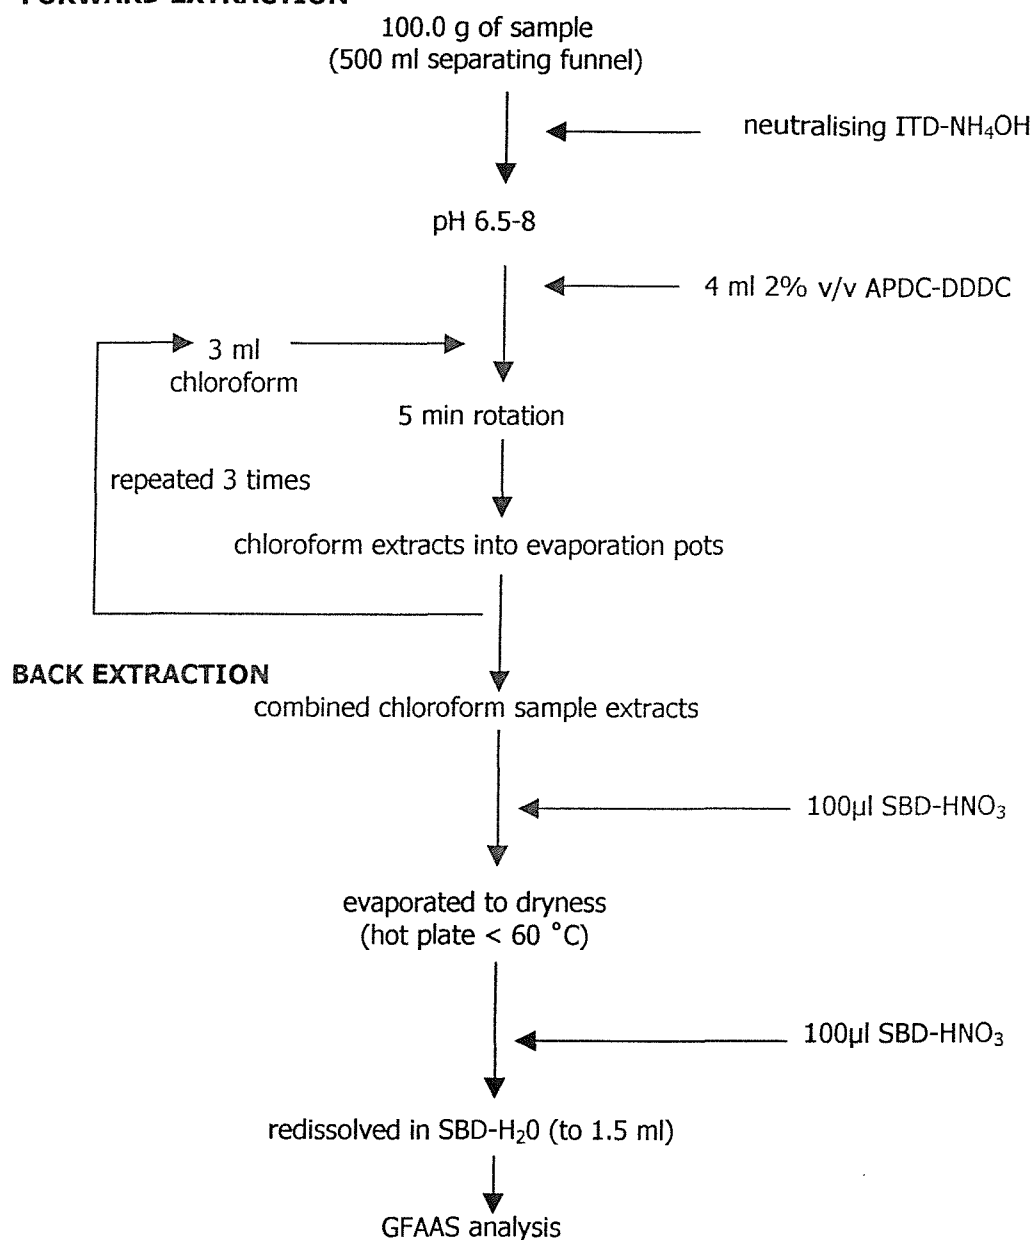 FORWARD EXTRACTION
100.0 g of sample
(500 ml separating funnel)
neutralising ITD-NH₄OH
pH 6.5-8
4 ml 2% v/v APDC-DDDC
3 ml
chloroform
5 min rotation
repeated 3 times
chloroform extracts into evaporation pots
BACK EXTRACTION
combined chloroform sample extracts
100µl SBD-HNO₃
evaporated to dryness
(hot plate < 60 °C)
100µl SBD-HNO₃
redissolved in SBD-H₂0 (to 1.5 ml)
GFAAS analysis